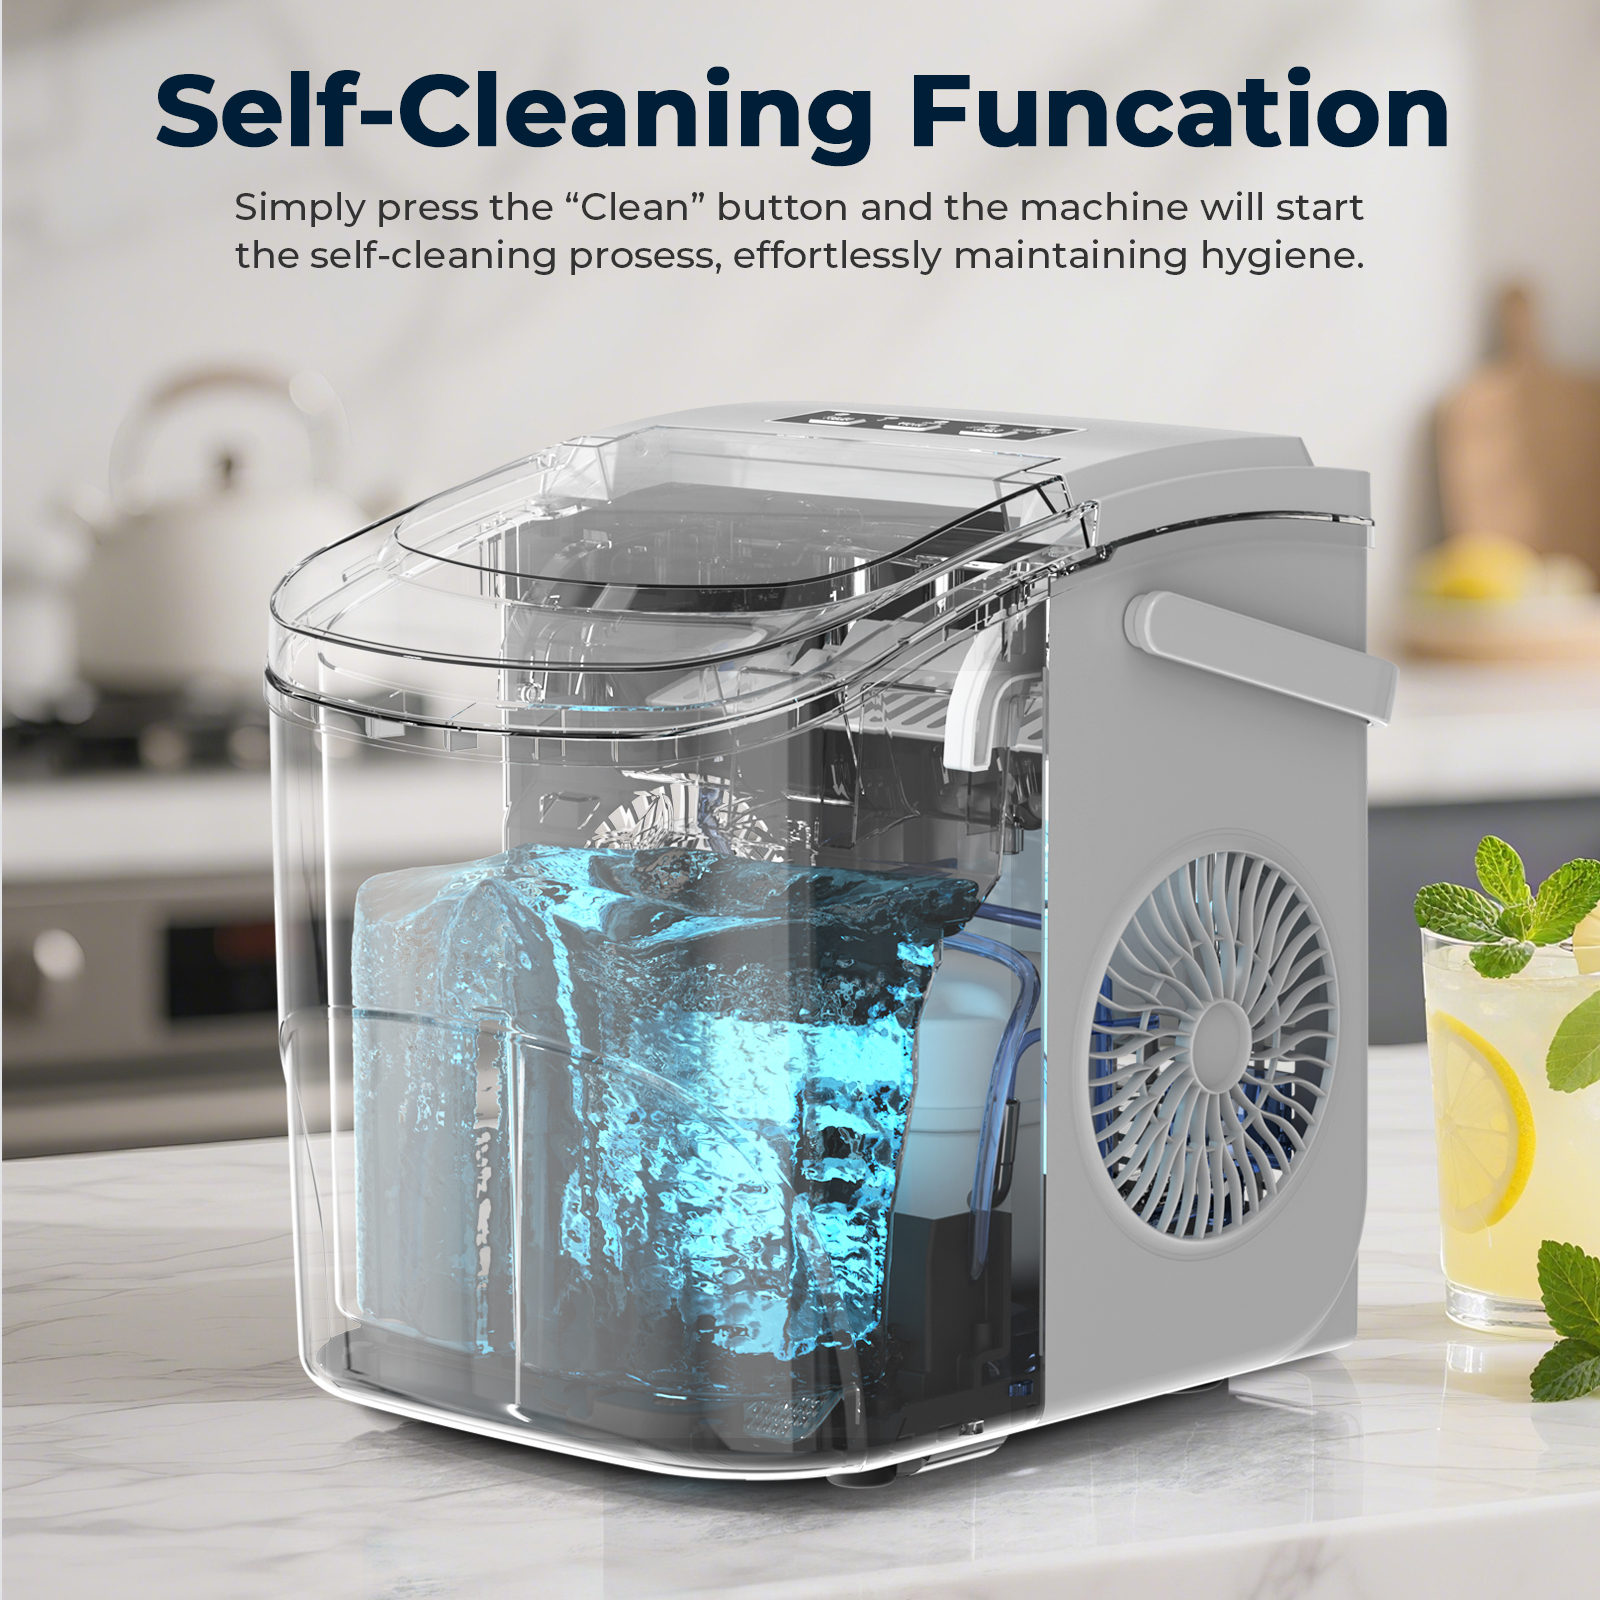 Self-Cleaning Funcation
Simply press the “Clean” button and the machine will start
the self-cleaning prosess, effortlessly maintaining hygiene.